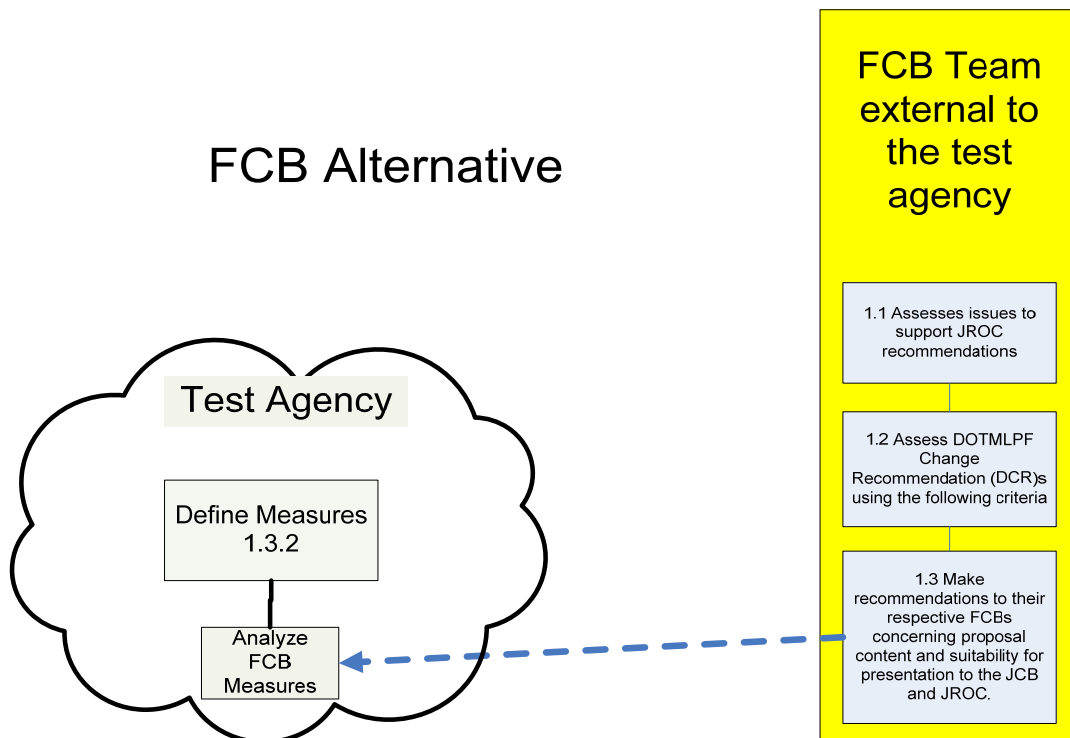 FCB Alternative
Test Agency
Define Measures
1.3.2
Analyze
FCB
Measures
FCB Team
external to
the test
agency
1.1 Assesses issues to
support JROC
recommendations
1.2 Assess DOTMLPF
Change
Recommendation (DCR)s
using the following criteria
1.3 Make
recommendations to their
respective FCBs
concerning proposal
content and suitability for
presentation to the JCB
and JROC.